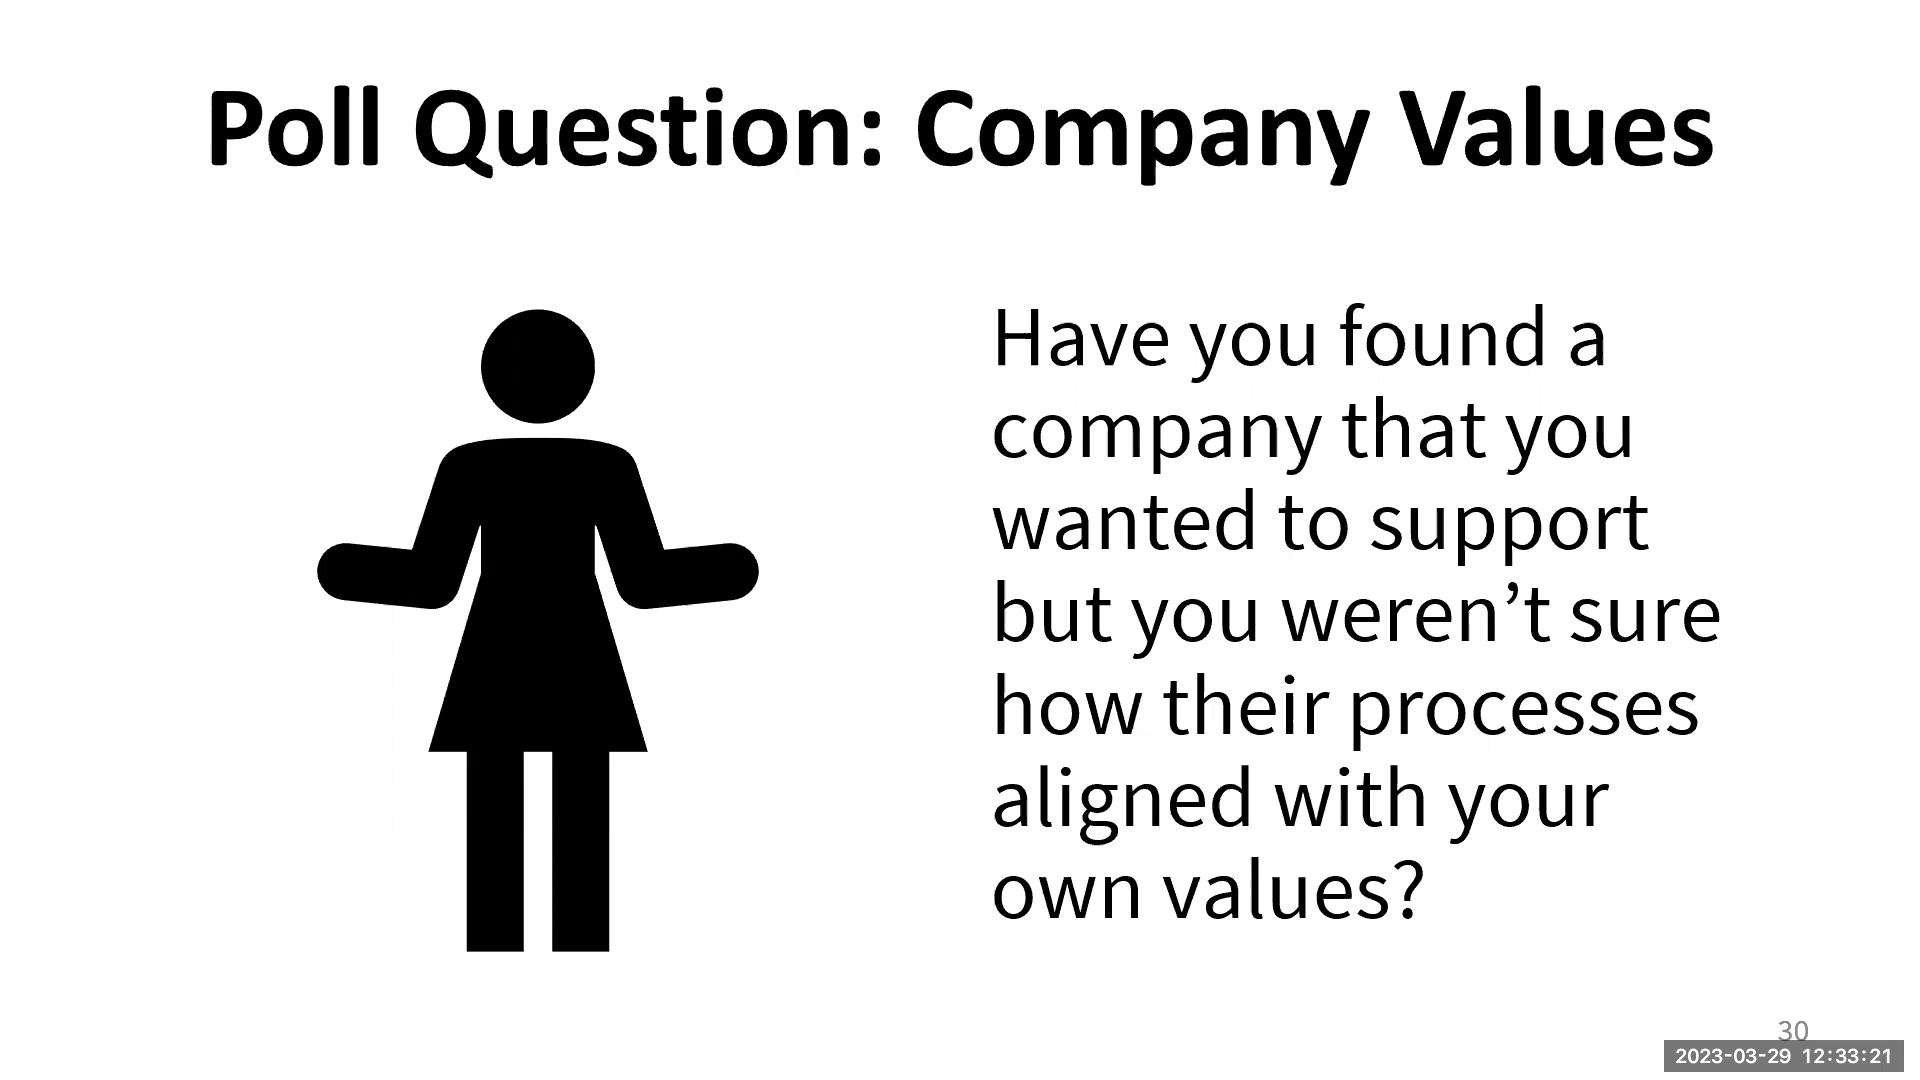 Poll Question: Company Values
Have you found a
company that you
wanted to support
but you weren’t sure
how their processes
aligned with your
own values?
30
2023-03-29 12:33:21